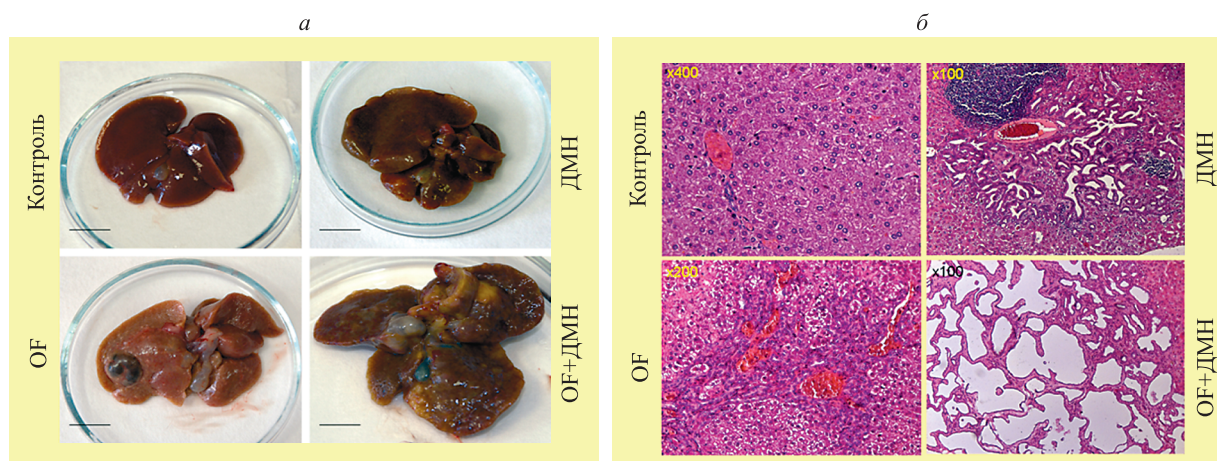 а
б
Контроль
ДМН
OF
OF+ДМН
x400
x100
Контроль
ДМН
x200
x100
OF
OF+ДМН